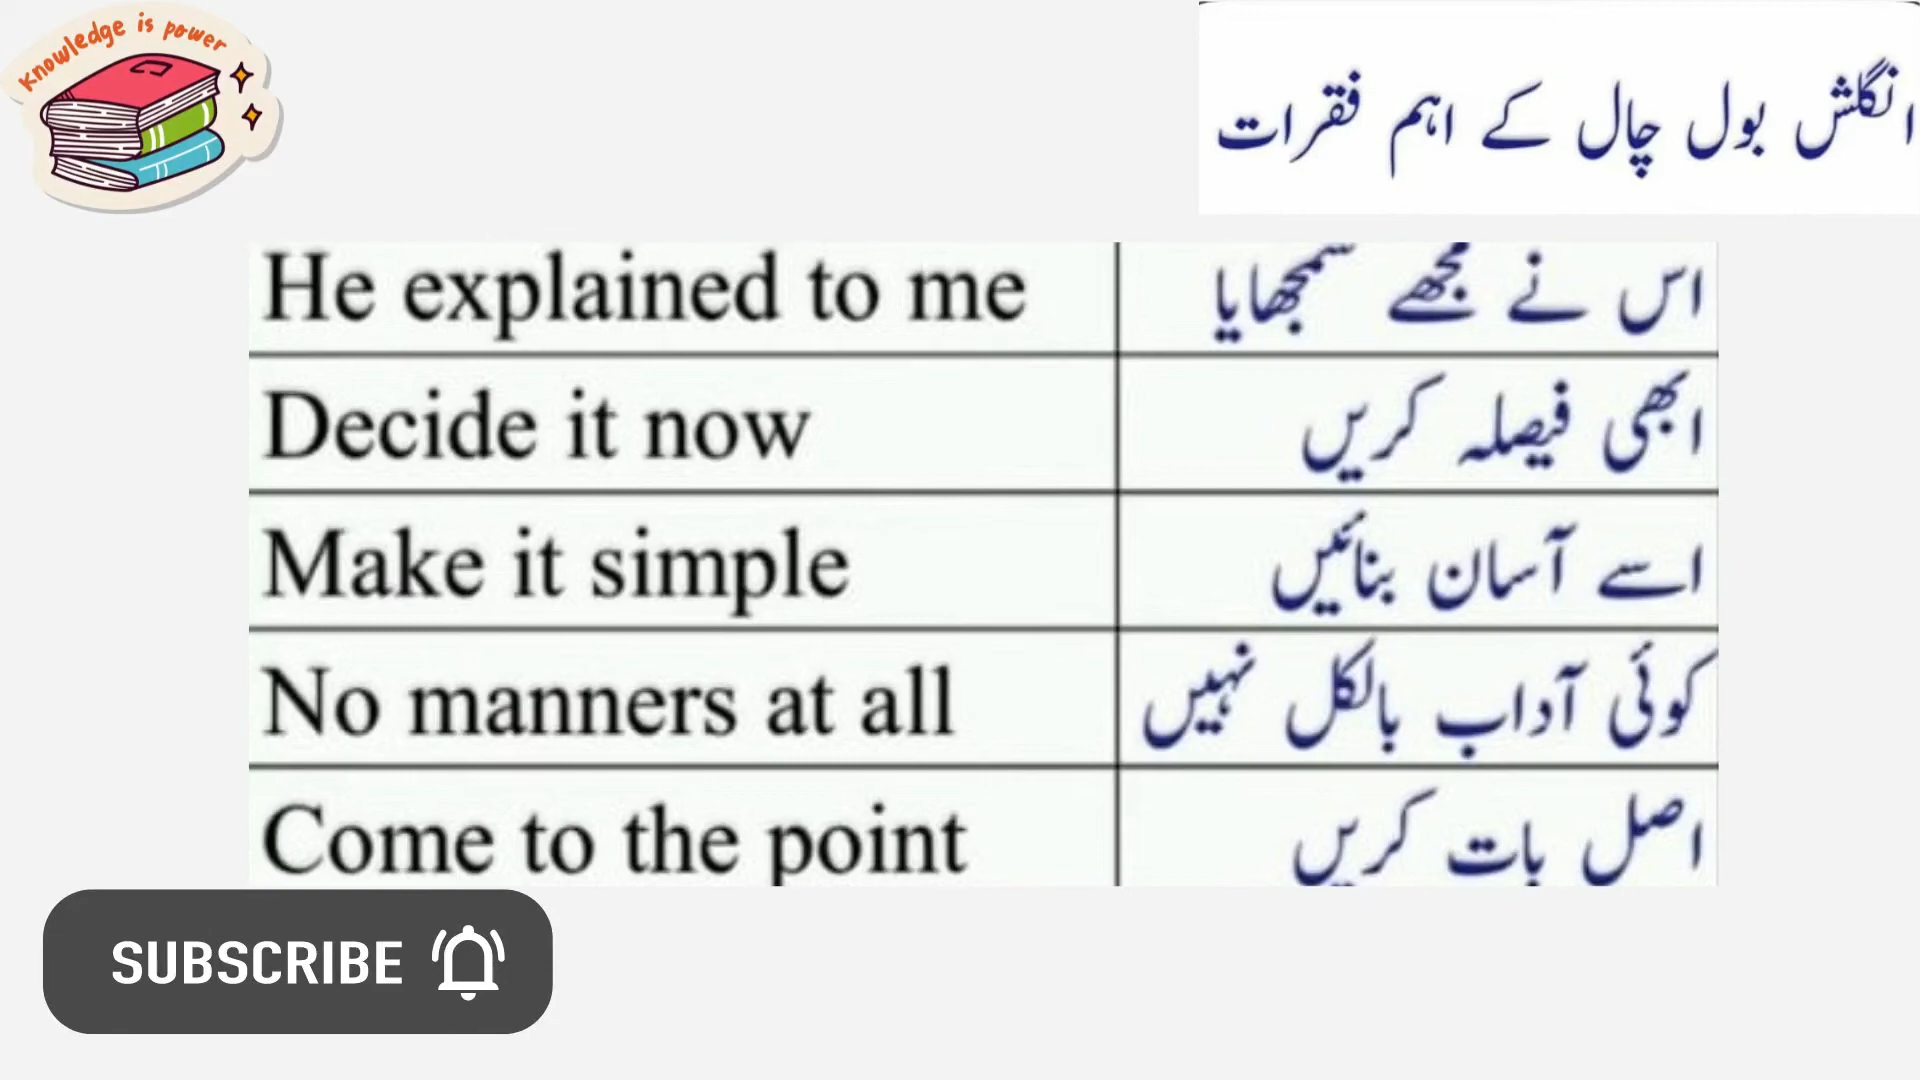 Knowledge is power
انگلش بول چال کے اہم فقرات
He explained to me اس نے مجھے سمجھایا
Decide it now ابھی فیصلہ کریں
Make it simple اسے آسان بنائیں
No manners at all کوئی آداب بالکل نہیں
Come to the point اصل بات کریں
SUBSCRIBE